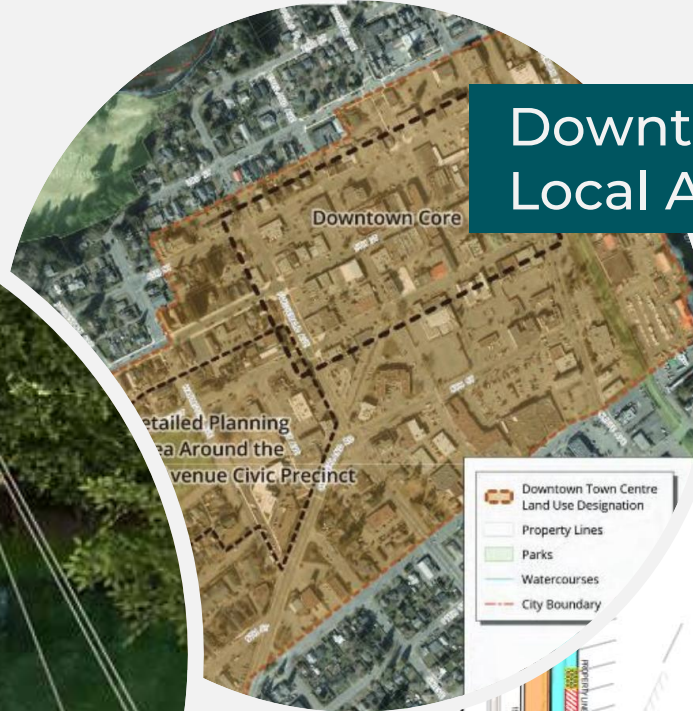 Downt
Local A
Downtown Core
etailed Planning
ea Around the
venue Civic Precinct
Downtown Town Centre
Land Use Designation
Property Lines
Parks
Watercourses
City Boundary